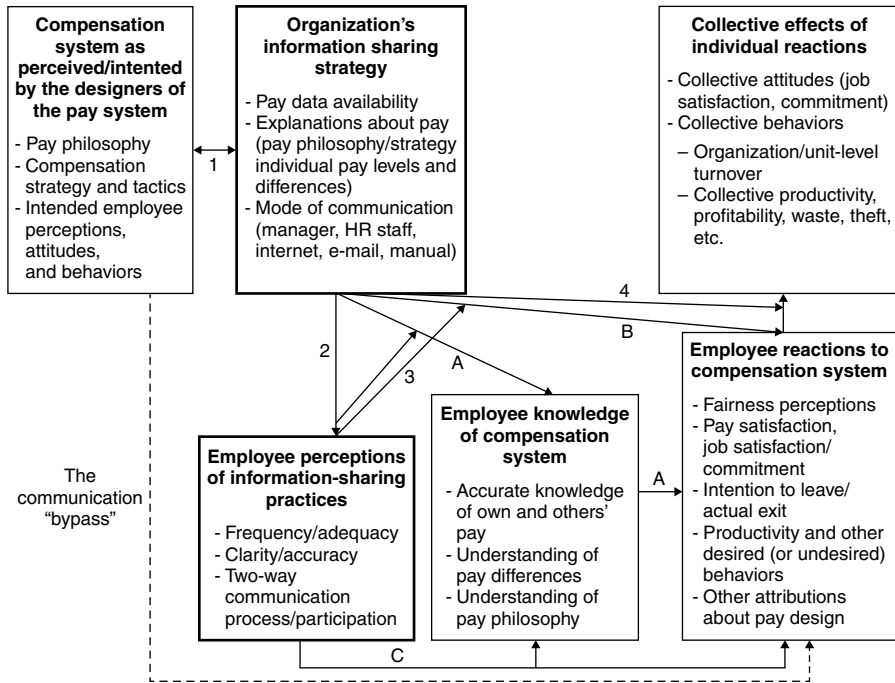 Compensation
system as
perceived/intented
by the designers of
the pay system
- Pay philosophy
- Compensation
strategy and tactics
- Intended employee
perceptions,
attitudes,
and behaviors
1
Organization's
information sharing
strategy
- Pay data availability
- Explanations about pay
(pay philosophy/strategy
individual pay levels and
differences)
- Mode of communication
(manager, HR staff,
internet, e-mail, manual)
Collective effects of
individual reactions
- Collective attitudes (job
satisfaction, commitment)
- Collective behaviors
– Organization/unit-level
turnover
– Collective productivity,
profitability, waste, theft,
etc.
4
B
2
3
A
Employee perceptions
of information-sharing
practices
- Frequency/adequacy
- Clarity/accuracy
- Two-way
communication
process/participation
Employee knowledge
of compensation
system
- Accurate knowledge
of own and others'
pay
- Understanding of
pay differences
- Understanding of
pay philosophy
A
Employee reactions to
compensation system
- Fairness perceptions
- Pay satisfaction,
job satisfaction/
commitment
- Intention to leave/
actual exit
- Productivity and other
desired (or undesired)
behaviors
- Other attributions
about pay design
The
communication
“bypass”
C